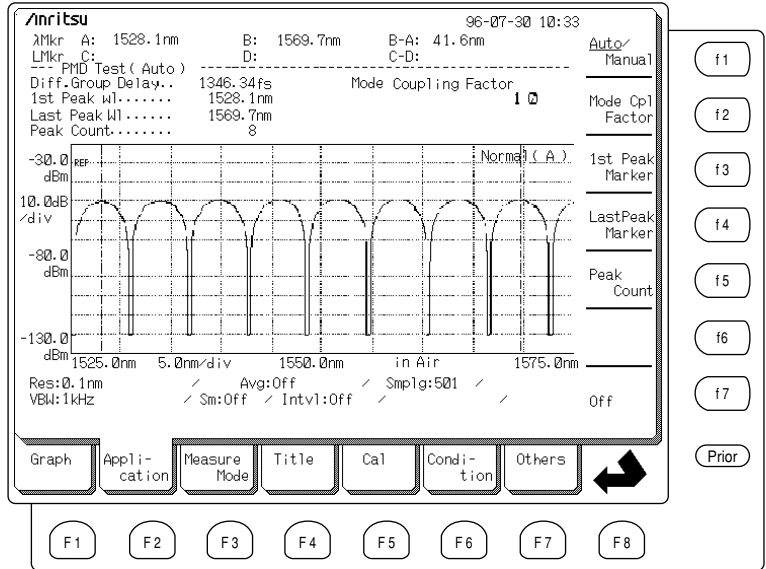 Anritsu 96-07-30 10:33
λMkr A: 1528.1nm B: 1569.7nm B-A: 41.6nm
LMkr C: D: C-D:
--- PMD Test ( Auto ) ---
Diff.Group Delay.. 1346.34fs Mode Coupling Factor
1st Peak wl....... 1528.1nm 1.0
Last Peak Wl....... 1569.7nm
Peak Count........ 8
Normal ( A )
-30.0 REF
dBm
10.0dB
/div
-80.0
dBm
-130.0
dBm
1525.0nm 5.0nm/div 1550.0nm in Air 1575.0nm
Res:0.1nm / Avg:Off / Smplg:501 /
VBW:1kHz / Sm:Off / Intvl:Off / /
Auto/
Manual
Mode Cpl
Factor
1st Peak
Marker
LastPeak
Marker
Peak
Count
Off
f1
f2
f3
f4
f5
f6
f7
Prior
Graph
Appli-
cation
Measure
Mode
Title
Cal
Condi-
tion
Others
F1 F2 F3 F4 F5 F6 F7 F8